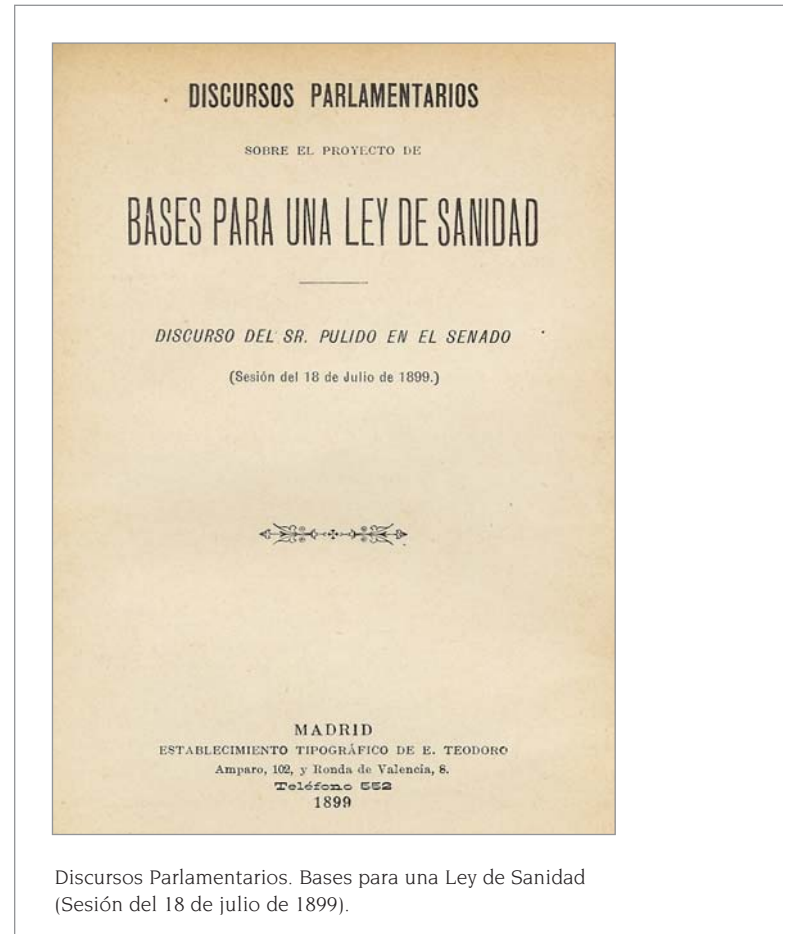 DISCURSOS PARLAMENTARIOS
SOBRE EL PROYECTO DE
BASES PARA UNA LEY DE SANIDAD
DISCURSO DEL SR. PULIDO EN EL SENADO
(Sesión del 18 de Julio de 1899.)
MADRID
ESTABLECIMIENTO TIPOGRÁFICO DE E. TEODORO
Amparo, 102, y Ronda de Valencia, 8.
Teléfono 552
1899
Discursos Parlamentarios. Bases para una Ley de Sanidad
(Sesión del 18 de julio de 1899).